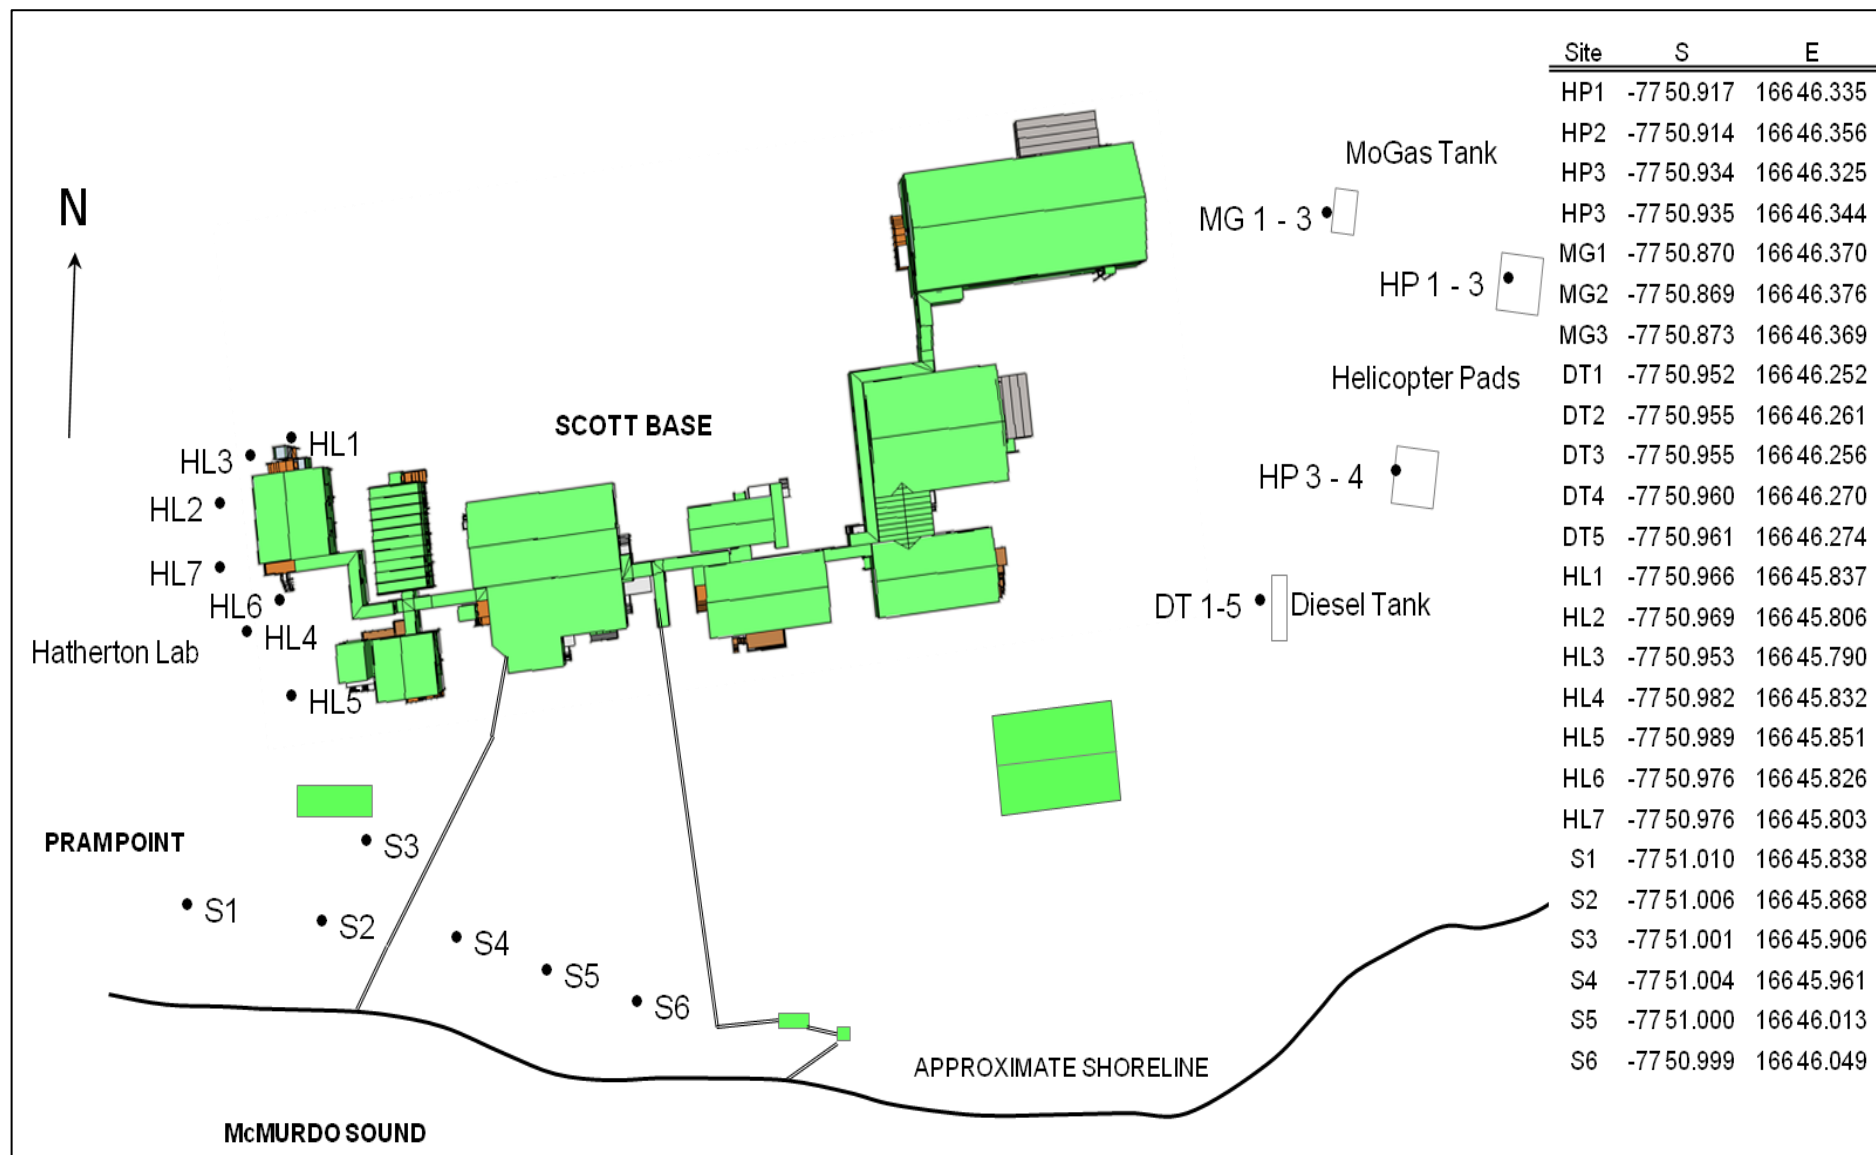 N
SCOTT BASE
MoGas Tank
MG 1 - 3
HP 1 - 3
Helicopter Pads
HP 3 - 4
DT 1-5
Diesel Tank
HL1
HL3
HL2
HL7
HL6
HL4
Hatherton Lab
HL5
PRAMPOINT
S3
S1
S2
S4
S5
S6
APPROXIMATE SHORELINE
McMURDO SOUND
Site S E
HP1 -77 50.917 166 46.335
HP2 -77 50.914 166 46.356
HP3 -77 50.934 166 46.325
HP3 -77 50.935 166 46.344
MG1 -77 50.870 166 46.370
MG2 -77 50.869 166 46.376
MG3 -77 50.873 166 46.369
DT1 -77 50.952 166 46.252
DT2 -77 50.955 166 46.261
DT3 -77 50.955 166 46.256
DT4 -77 50.960 166 46.270
DT5 -77 50.961 166 46.274
HL1 -77 50.966 166 45.837
HL2 -77 50.969 166 45.806
HL3 -77 50.953 166 45.790
HL4 -77 50.982 166 45.832
HL5 -77 50.989 166 45.851
HL6 -77 50.976 166 45.826
HL7 -77 50.976 166 45.803
S1 -77 51.010 166 45.838
S2 -77 51.006 166 45.868
S3 -77 51.001 166 45.906
S4 -77 51.004 166 45.961
S5 -77 51.000 166 46.013
S6 -77 50.999 166 46.049